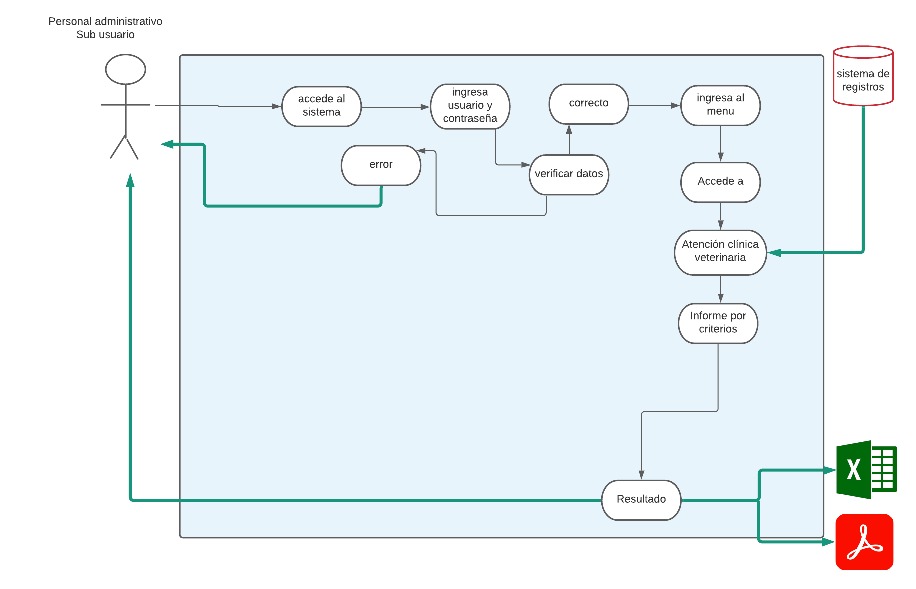 Personal administrativo
Sub usuario
accede al
sistema
ingresa
usuario y
contraseña
correcto
ingresa al
menu
sistema de
registros
error
verificar datos
Accede a
Atención clínica
veterinaria
Informe por
criterios
Resultado
X